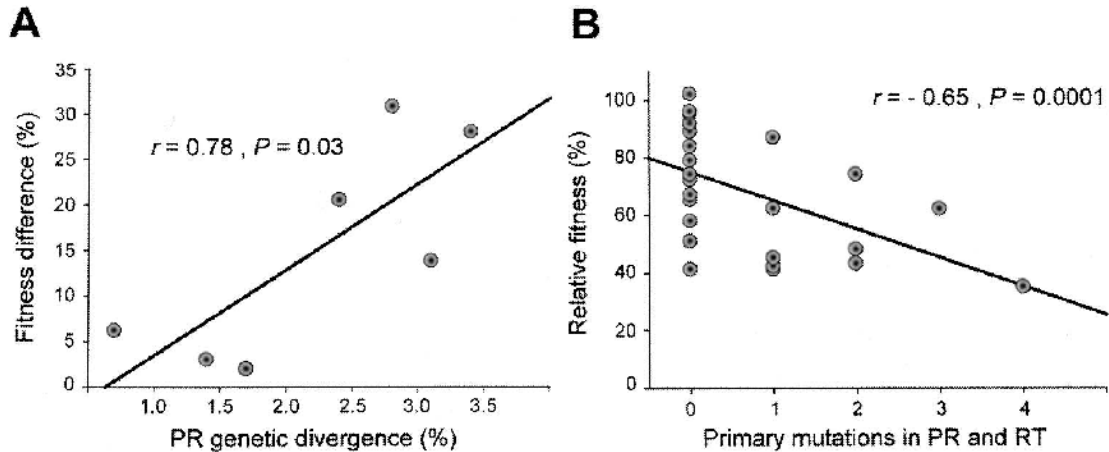 A
35
30
25
20
15
10
5
0
Fitness difference (%)
r = 0.78 , P = 0.03
1.0 1.5 2.0 2.5 3.0 3.5
PR genetic divergence (%)
B
100
80
60
40
20
0
Relative fitness (%)
r = - 0.65 , P = 0.0001
0 1 2 3 4
Primary mutations in PR and RT